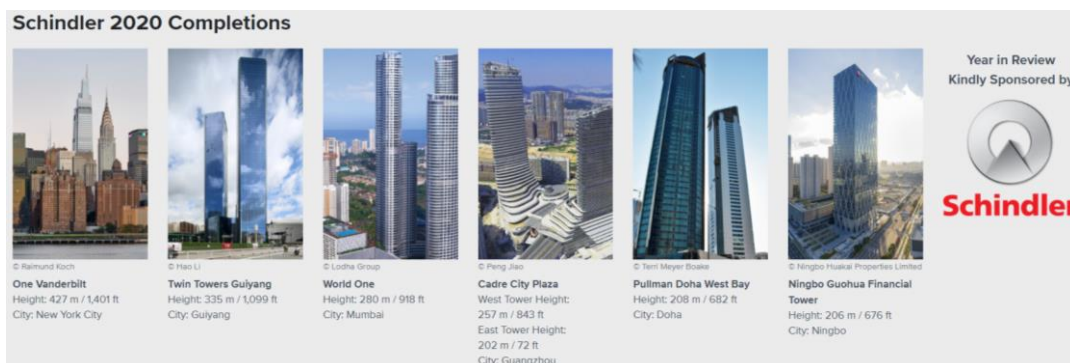 Schindler 2020 Completions
© Raimund Koch
One Vanderbilt
Height: 427 m / 1,401 ft
City: New York City
© Hao Li
Twin Towers Guiyang
Height: 335 m / 1,099 ft
City: Guiyang
© Lodha Group
World One
Height: 280 m / 918 ft
City: Mumbai
© Peng Jiao
Cadre City Plaza
West Tower Height:
257 m / 843 ft
East Tower Height:
202 m / 72 ft
City: Guangzhou
© Terri Meyer Boake
Pullman Doha West Bay
Height: 208 m / 682 ft
City: Doha
© Ningbo Huakai Properties Limited
Ningbo Guohua Financial
Tower
Height: 206 m / 676 ft
City: Ningbo
Year in Review
Kindly Sponsored by
Schindler